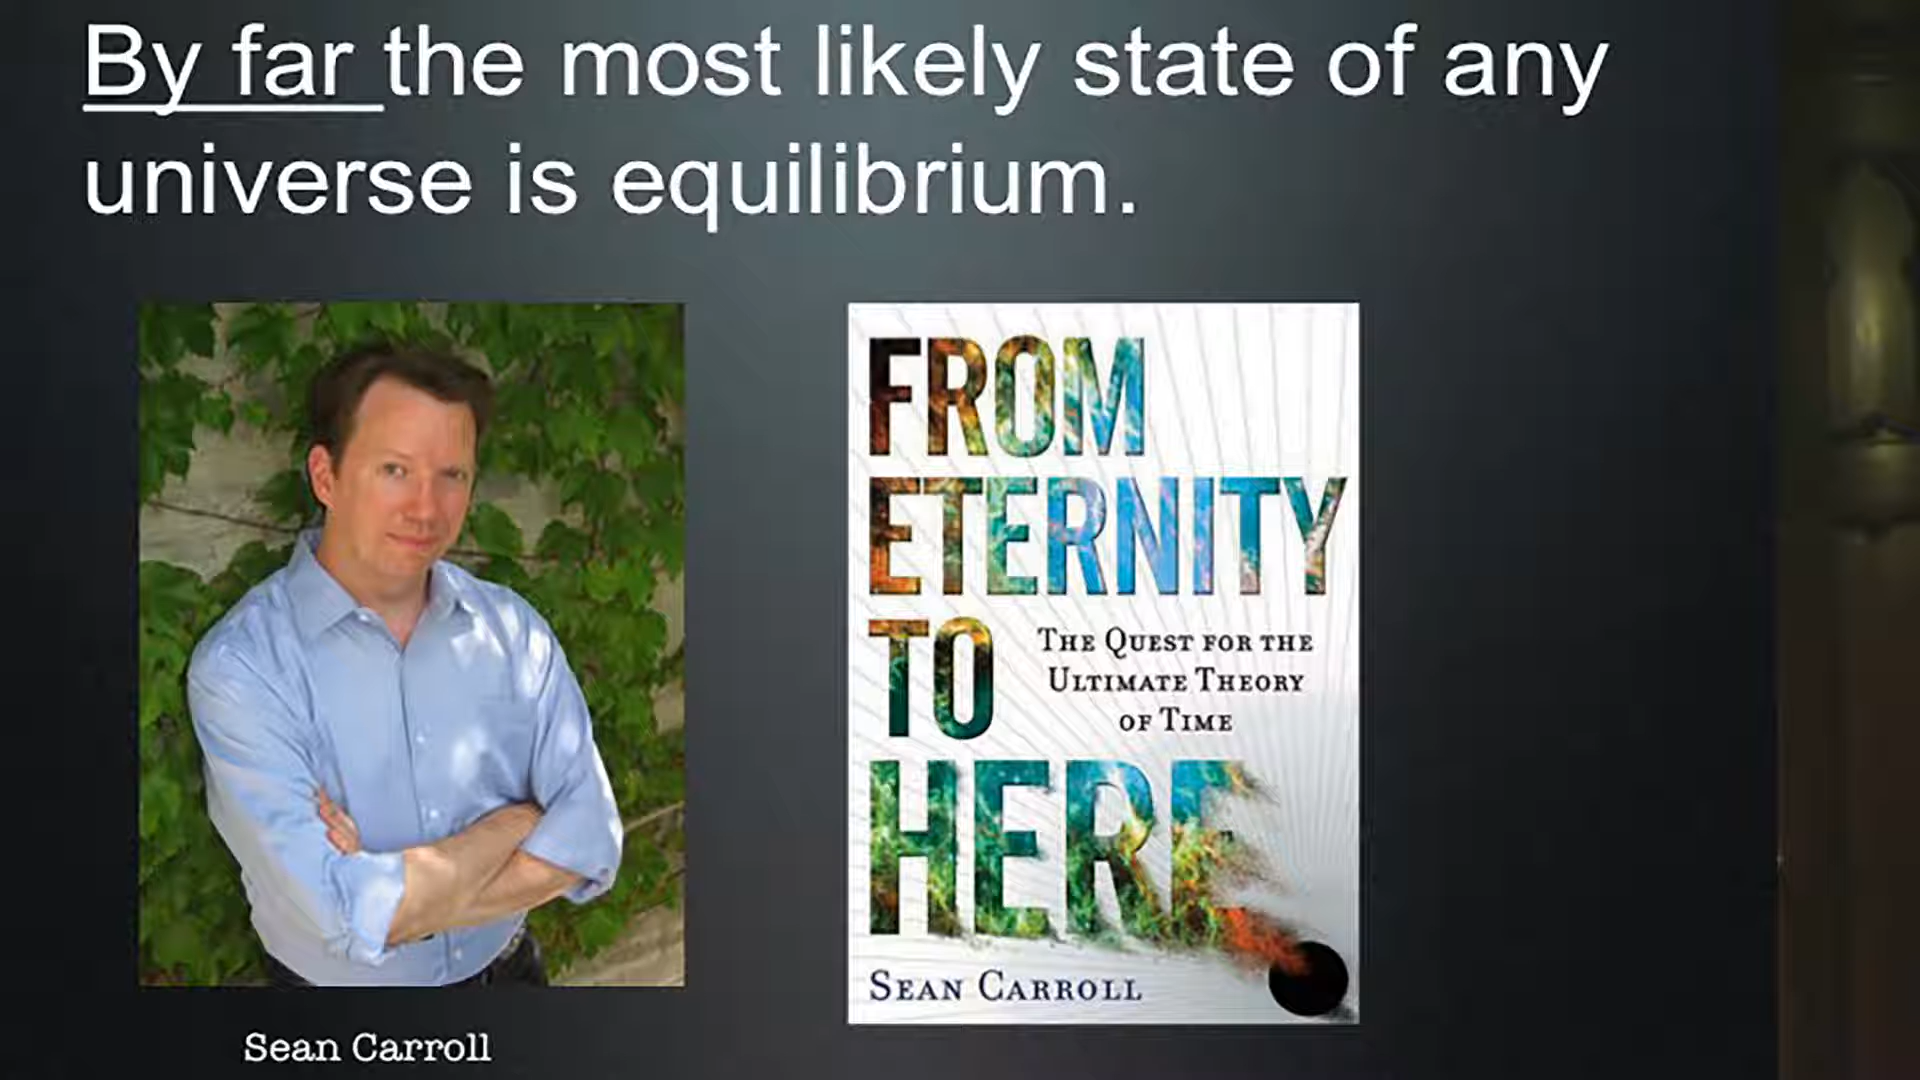 By far the most likely state of any
universe is equilibrium.
FROM
ETERNITY
TO
THE QUEST FOR THE
ULTIMATE THEORY
OF TIME
HERE
SEAN CARROLL
Sean Carroll